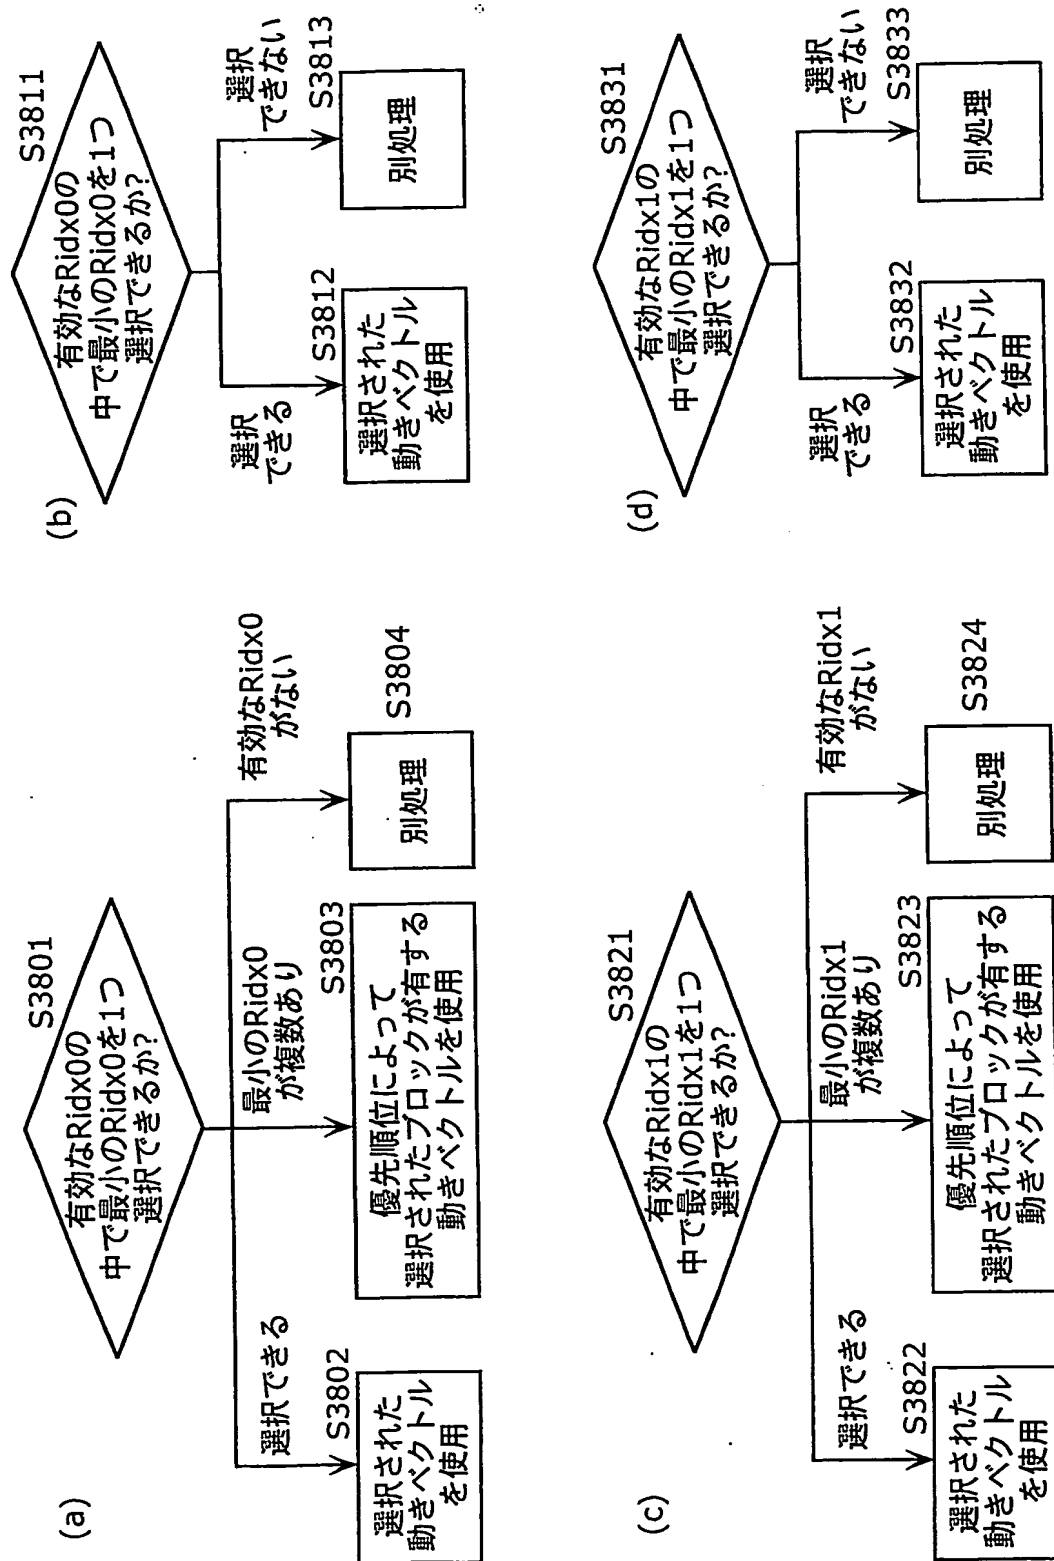 (a)
S3801
有効なRidx0の
中で最小のRidx0を1つ
選択できるか?
選択できる
S3802
選択された
動きベクトル
を使用
最小のRidx0
が複数あり
S3803
優先順位によって
選択されたブロックが有する
動きベクトルを使用
有効なRidx0
がない
S3804
別処理
(b)
S3811
有効なRidx0の
中で最小のRidx0を1つ
選択できるか?
選択
できる
S3812
選択された
動きベクトル
を使用
選択
できない
S3813
別処理
(c)
S3821
有効なRidx1の
中で最小のRidx1を1つ
選択できるか?
選択できる
S3822
選択された
動きベクトル
を使用
最小のRidx1
が複数あり
S3823
優先順位によって
選択されたブロックが有する
動きベクトルを使用
有効なRidx1
がない
S3824
別処理
(d)
S3831
有効なRidx1の
中で最小のRidx1を1つ
選択できるか?
選択
できる
S3832
選択された
動きベクトル
を使用
選択
できない
S3833
別処理